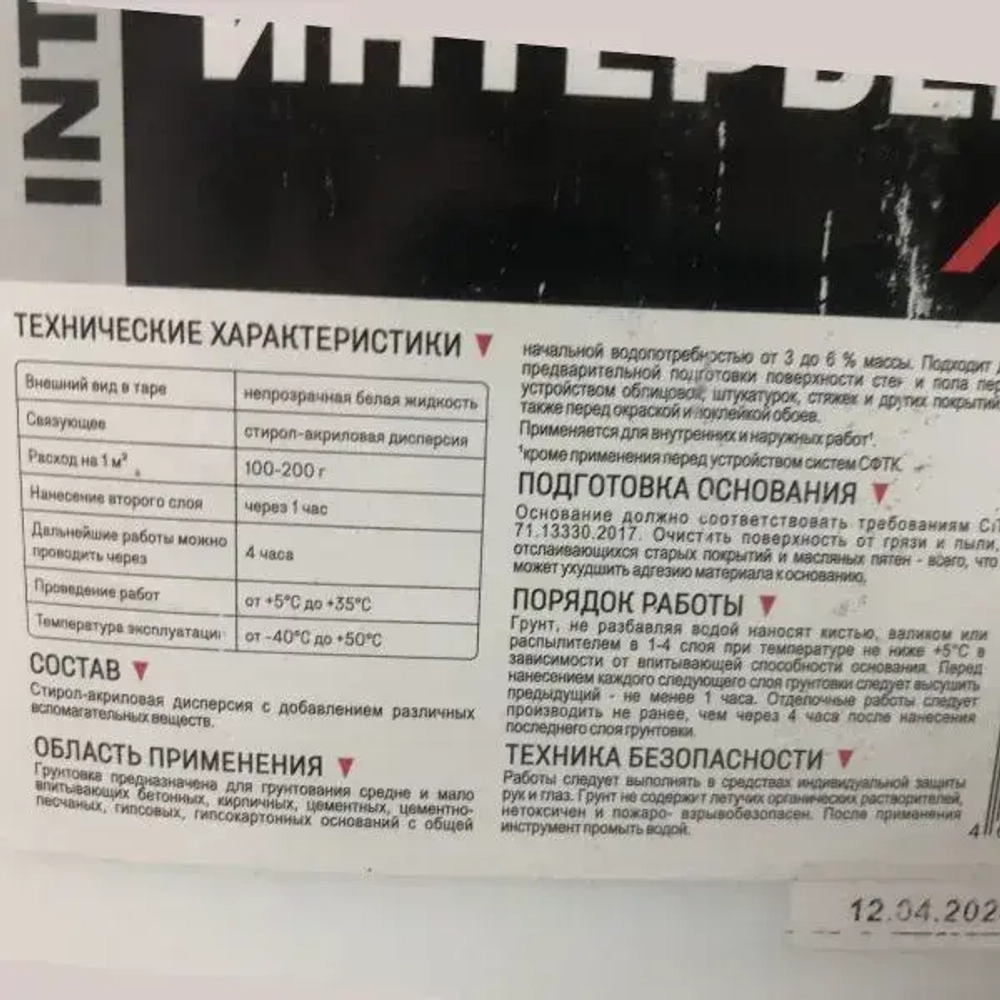 INT
ИНТЕРЬЕ
ТЕХНИЧЕСКИЕ ХАРАКТЕРИСТИКИ
Внешний вид в таре непрозрачная белая жидкость
Связующее стирол-акриловая дисперсия
Расход на 1 м² 100-200 г
Нанесение второго слоя через 1 час
Дальнейшие работы можно
проводить через 4 часа
Проведение работ от +5°C до +35°C
Температура эксплуатаци от -40°C до +50°C
СОСТАВ
Стирол-акриловая дисперсия с добавлением различных
вспомагательных веществ.
ОБЛАСТЬ ПРИМЕНЕНИЯ
Грунтовка предназначена для грунтования средне и мало
впитывающих бетонных, кирпичных, цементных, цементно-
песчаных, гипсовых, гипсокартонных оснований с общей
начальной водопотребностью от 3 до 6 % массы. Подходит
предварительной подготовки поверхности стен и пола пер
устройством облицовок, штукатурок, стяжек и других покрытий
также перед окраской и поклейкой обоев.
Применяется для внутренних и наружных работ¹.
¹кроме применения перед устройством систем СФТК.
ПОДГОТОВКА ОСНОВАНИЯ
Основание должно соответствовать требованиям СП
71.13330.2017. Очистить поверхность от грязи и пыли,
отслаивающихся старых покрытий и масляных пятен - всего, что
может ухудшить адгезию материала к основанию.
ПОРЯДОК РАБОТЫ
Грунт, не разбавляя водой наносят кистью, валиком или
распылителем в 1-4 слоя при температуре не ниже +5°C в
зависимости от впитывающей способности основания. Перед
нанесением каждого следующего слоя грунтовки следует высушить
предыдущий - не менее 1 часа. Отделочные работы следует
производить не ранее, чем через 4 часа после нанесения
последнего слоя грунтовки.
ТЕХНИКА БЕЗОПАСНОСТИ
Работы следует выполнять в средствах индивидуальной защиты
рук и глаз. Грунт не содержит летучих органических растворителей,
нетоксичен и пожаро- взрывобезопасен. После применения
инструмент промыть водой.
4
12.04.202